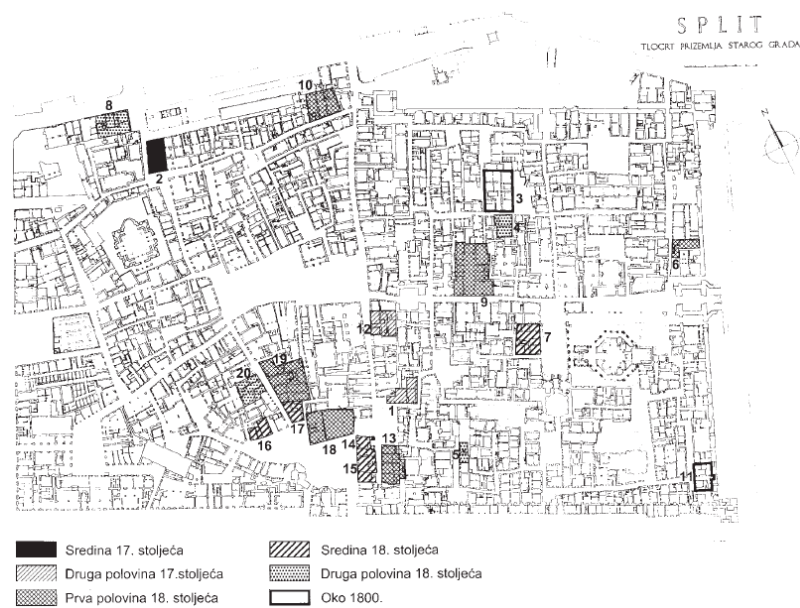 SPLIT
TLOCRT PRIZEMLJA STAROG GRADA
N
8
10
2
3
4
6
9
12
7
19
20
1
17
16
18
14
13
15
5
11
Sredina 17. stoljeća
Druga polovina 17.stoljeća
Prva polovina 18. stoljeća
Sredina 18. stoljeća
Druga polovina 18. stoljeća
Oko 1800.